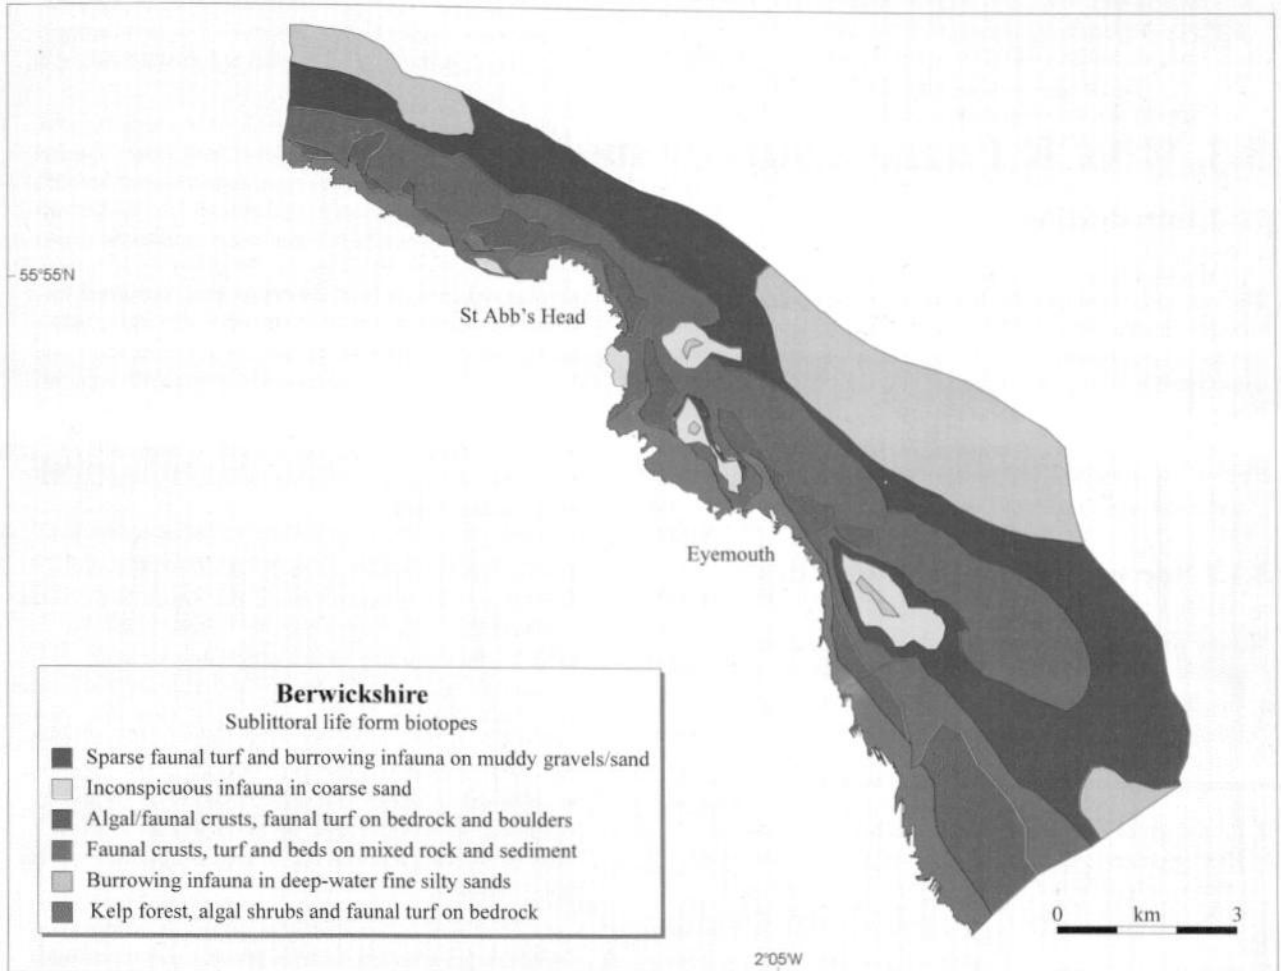 55°55'N
St Abb's Head
Eyemouth
Berwickshire
Sublittoral life form biotopes
Sparse faunal turf and burrowing infauna on muddy gravels/sand
Inconspicuous infauna in coarse sand
Algal/faunal crusts, faunal turf on bedrock and boulders
Faunal crusts, turf and beds on mixed rock and sediment
Burrowing infauna in deep-water fine silty sands
Kelp forest, algal shrubs and faunal turf on bedrock
0 km 3
2°05'W